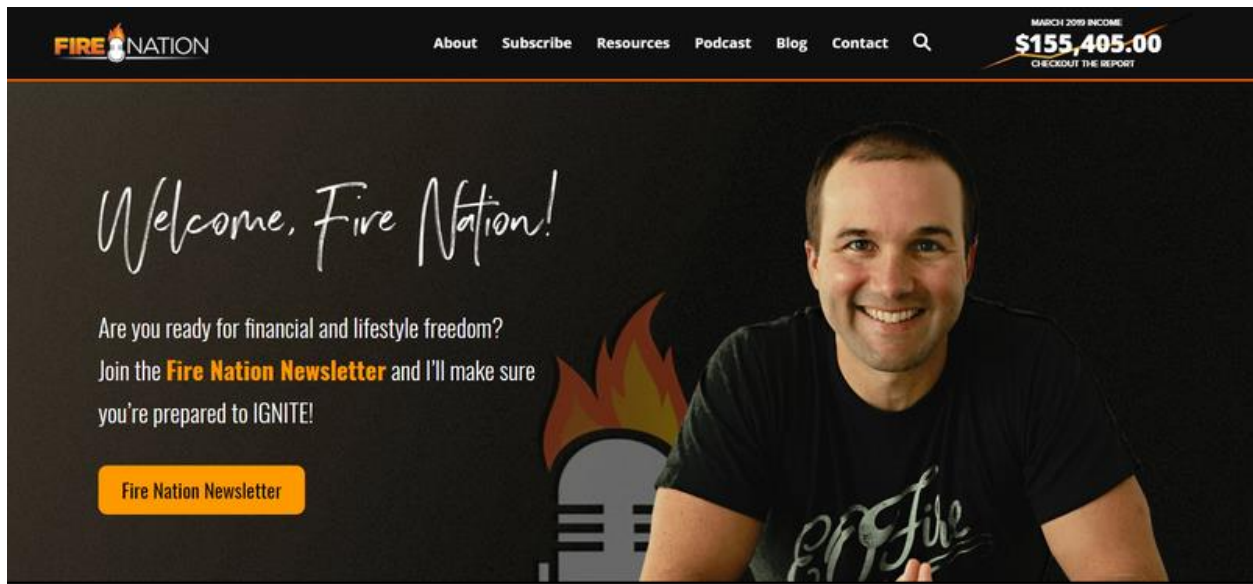 FIRE NATION
About Subscribe Resources Podcast Blog Contact
MARCH 2019 INCOME
$155,405.00
CHECKOUT THE REPORT
Welcome, Fire Nation!
Are you ready for financial and lifestyle freedom?
Join the Fire Nation Newsletter and I'll make sure
you're prepared to IGNITE!
Fire Nation Newsletter
EOFire